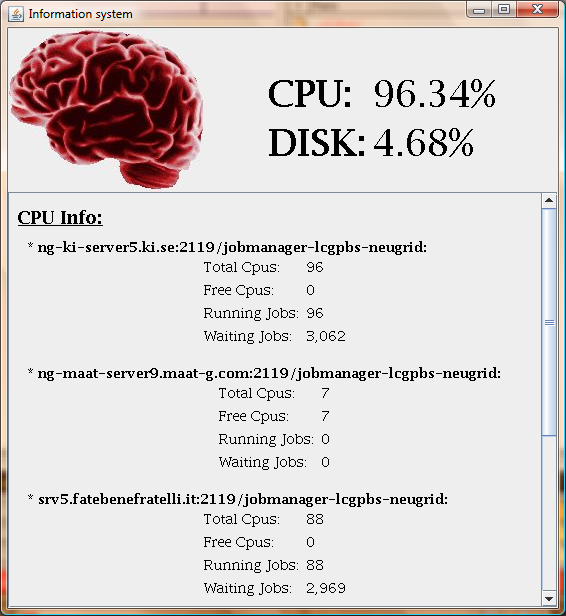 Information system
CPU: 96.34%
DISK: 4.68%
CPU Info:
* ng-ki-server5.ki.se:2119/jobmanager-lcgpbs-neugrid:
Total Cpus: 96
Free Cpus: 0
Running Jobs: 96
Waiting Jobs: 3,062
* ng-maat-server9.maat-g.com:2119/jobmanager-lcgpbs-neugrid:
Total Cpus: 7
Free Cpus: 7
Running Jobs: 0
Waiting Jobs: 0
* srv5.fatebenefratelli.it:2119/jobmanager-lcgpbs-neugrid:
Total Cpus: 88
Free Cpus: 0
Running Jobs: 88
Waiting Jobs: 2,969